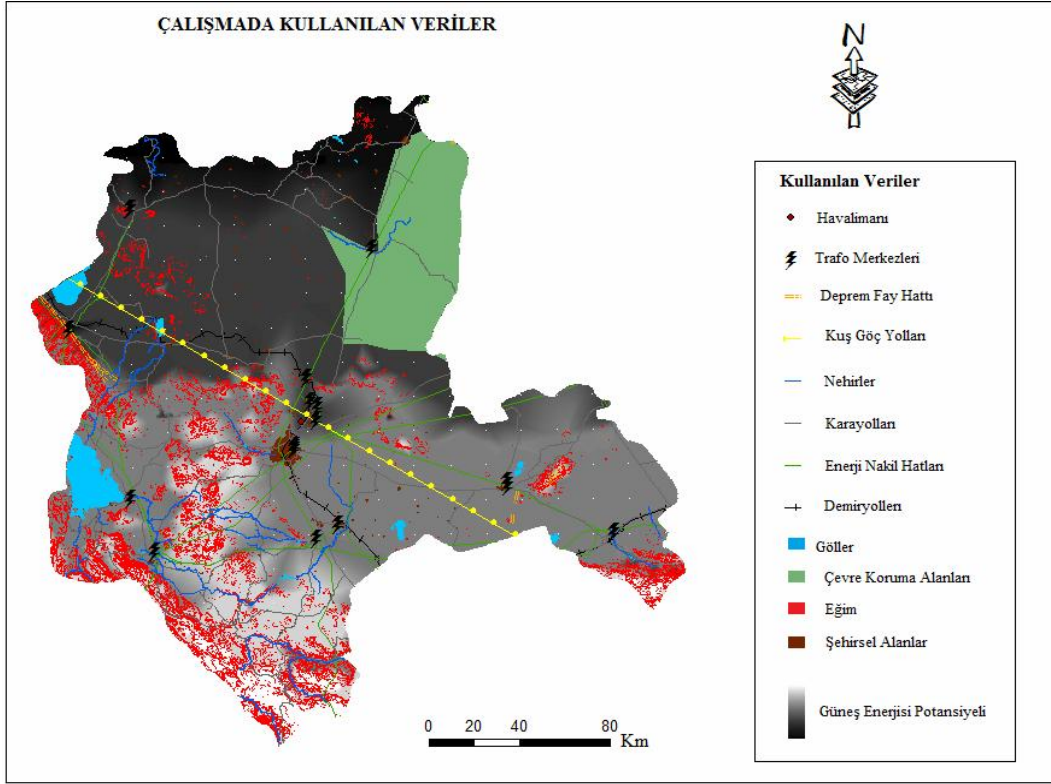 ÇALIŞMADA KULLANILAN VERİLER
N
Kullanılan Veriler
Havalimanı
Trafo Merkezleri
Deprem Fay Hattı
Kuş Göç Yolları
Nehirler
Karayolları
Enerji Nakil Hatları
Demiryolları
Göller
Çevre Koruma Alanları
Eğim
Şehirsel Alanlar
Güneş Enerjisi Potansiyeli
0 20 40 80
Km